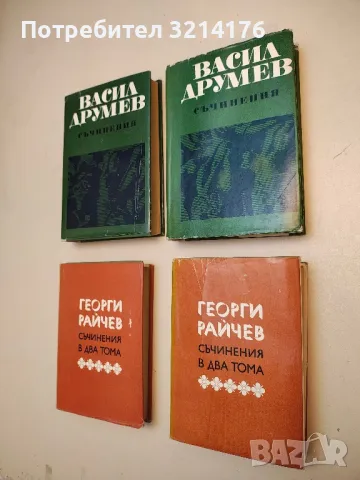 Потребител 3214176
ВАСИЛ
ДРУМЕВ
СЪЧИНЕНИЯ
ВАСИЛ
ДРУМЕВ
СЪЧИНЕНИЯ
ГЕОРГИ
РАЙЧЕВ
СЪЧИНЕНИЯ
В ДВА ТОМА
ГЕОРГИ
РАЙЧЕВ
СЪЧИНЕНИЯ
В ДВА ТОМА
BAZAR